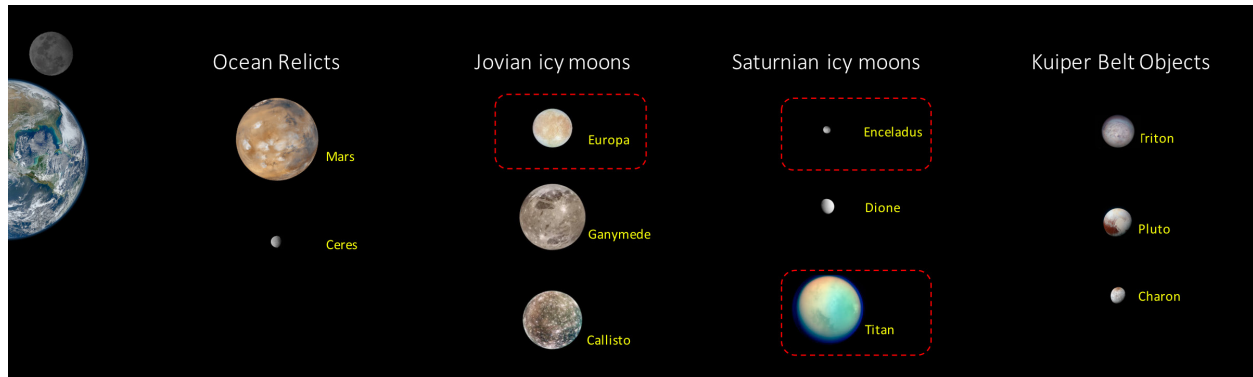 Ocean Relicts
Mars
Ceres
Jovian icy moons
Europa
Ganymede
Callisto
Saturnian icy moons
Enceladus
Dione
Titan
Kuiper Belt Objects
Triton
Pluto
Charon